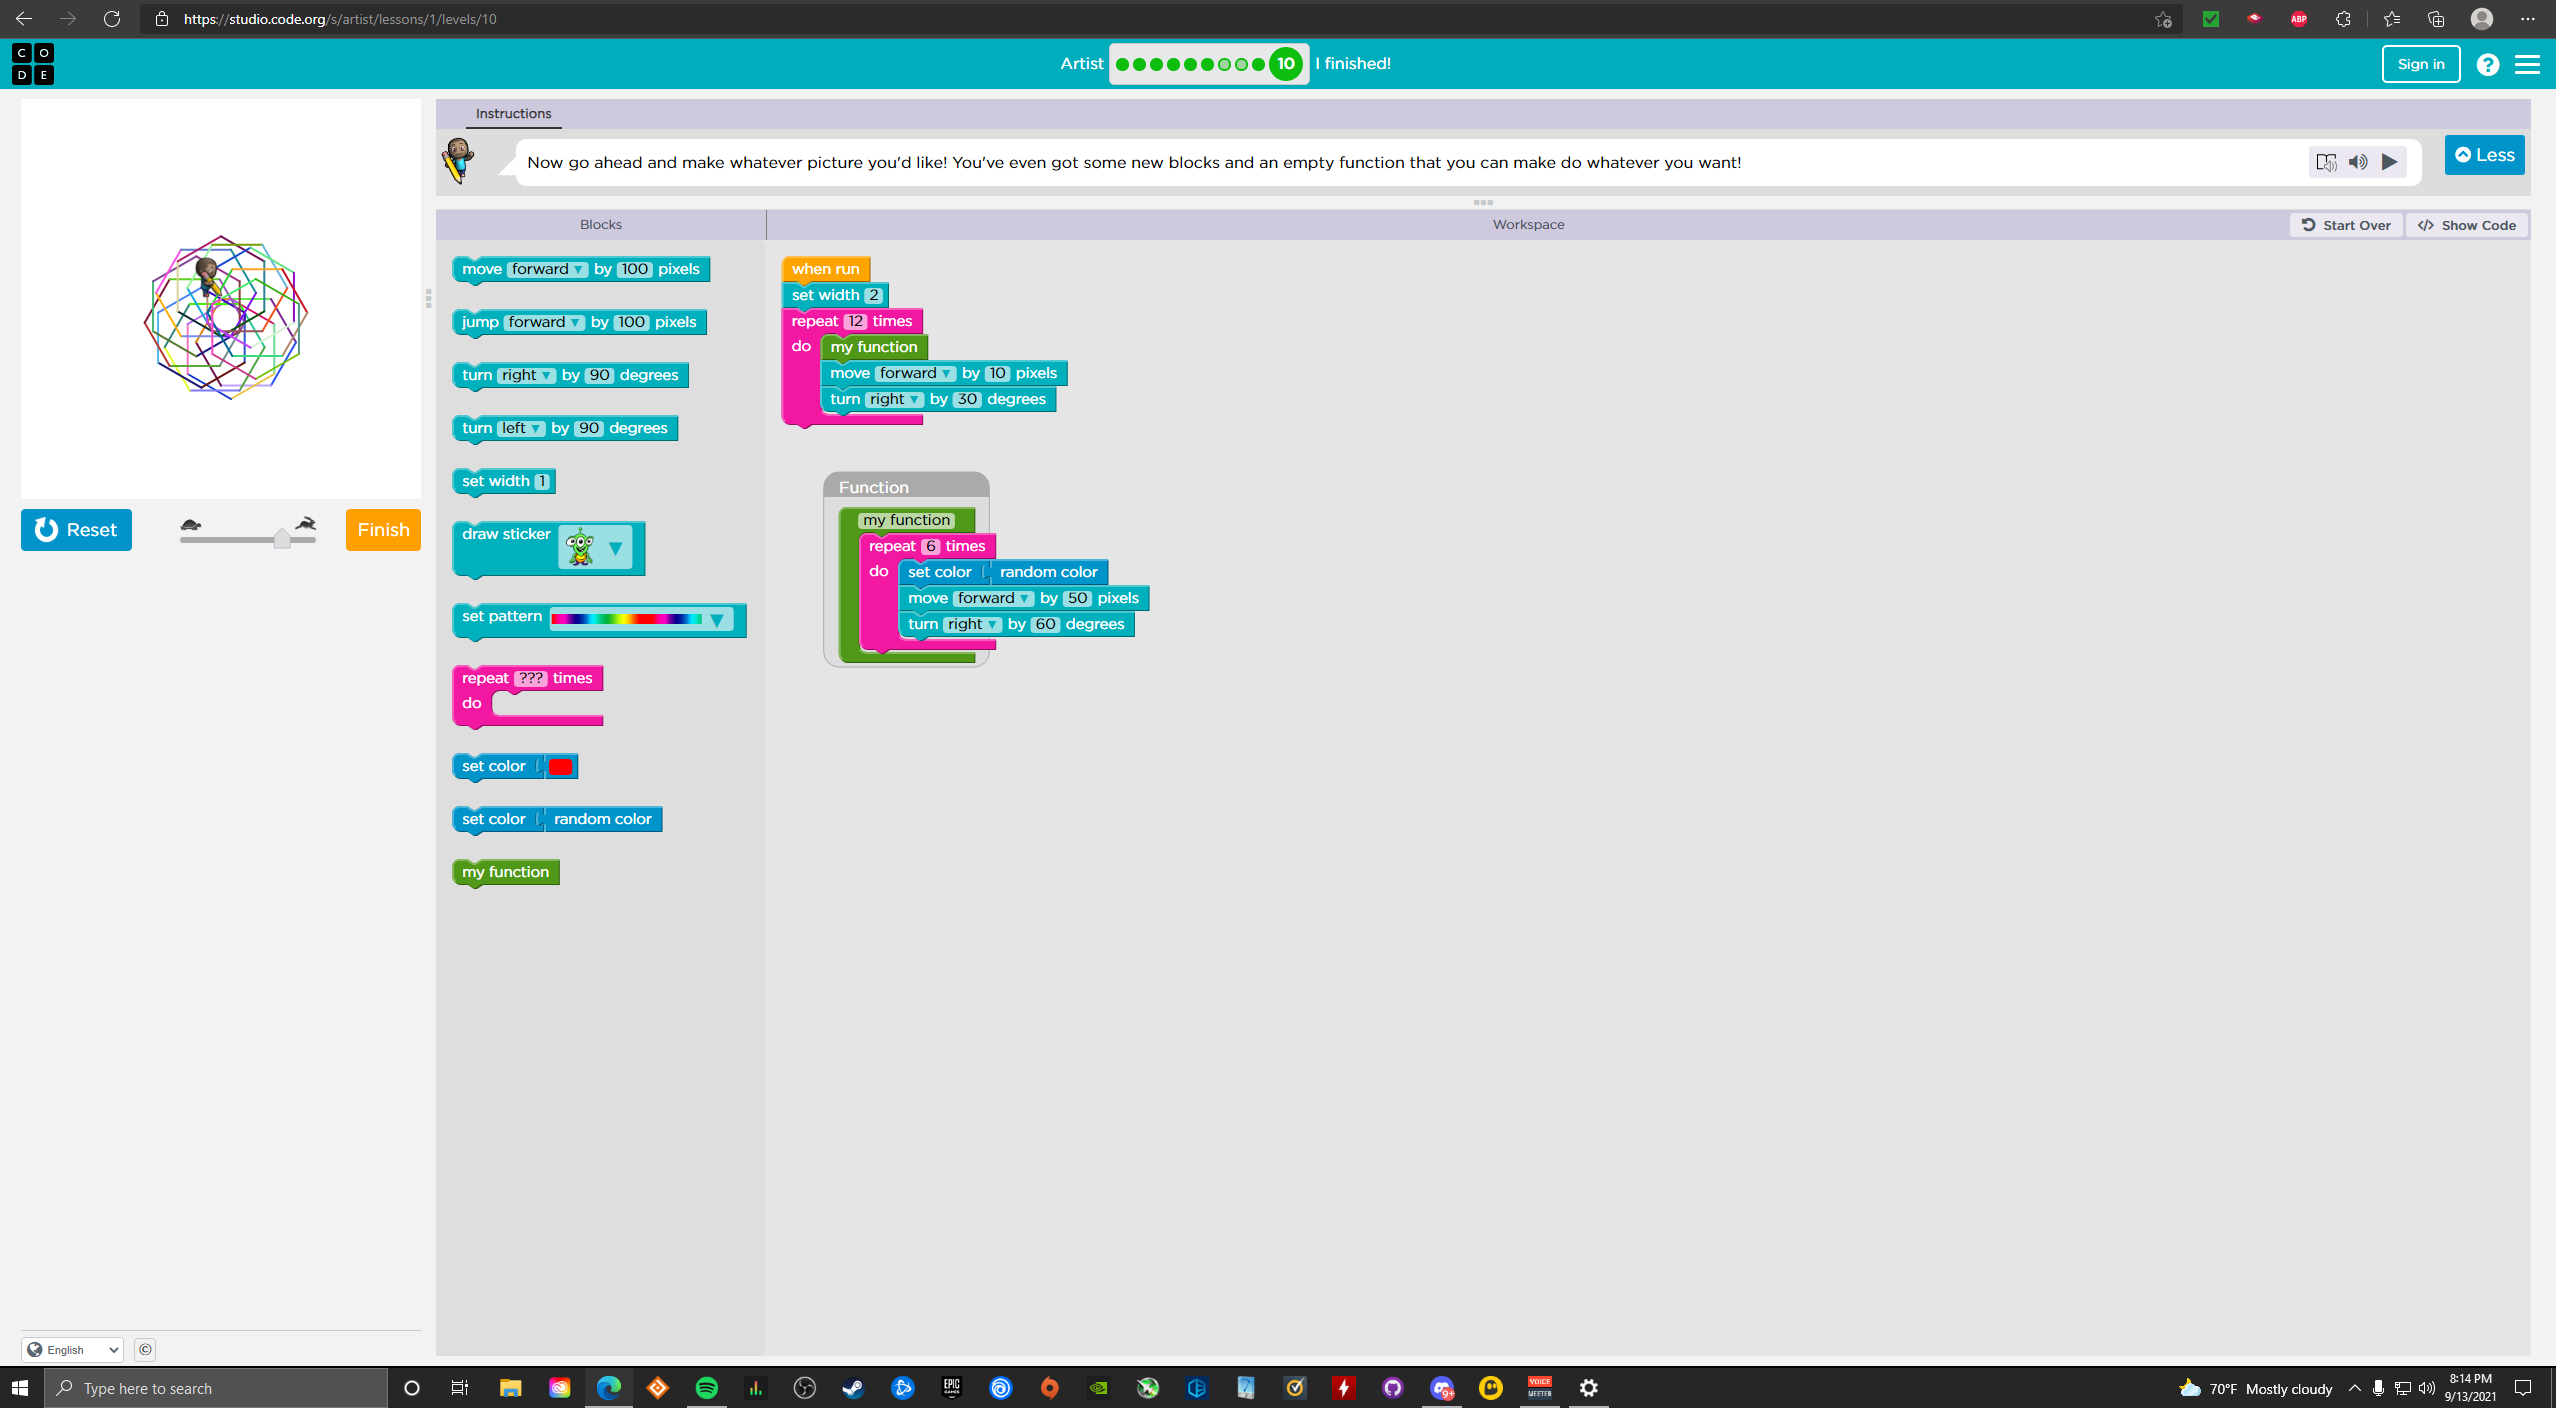 https://studio.code.org/s/artist/lessons/1/levels/10
ABP
C O
D E
Artist
10
I finished!
Sign in
?
Instructions
Now go ahead and make whatever picture you'd like! You've even got some new blocks and an empty function that you can make do whatever you want!
Less
Blocks
Workspace
Start Over
</> Show Code
move forward by 100 pixels
jump forward by 100 pixels
turn right by 90 degrees
turn left by 90 degrees
set width 1
draw sticker
set pattern
repeat ??? times
do
set color
set color random color
my function
when run
set width 2
repeat 12 times
do my function
move forward by 10 pixels
turn right by 30 degrees
Function
my function
repeat 6 times
do set color random color
move forward by 50 pixels
turn right by 60 degrees
Reset
Finish
English
©
Type here to search
EPIC
GAMES
9+
VOICE
MEETER
70°F Mostly cloudy
8:14 PM
9/13/2021